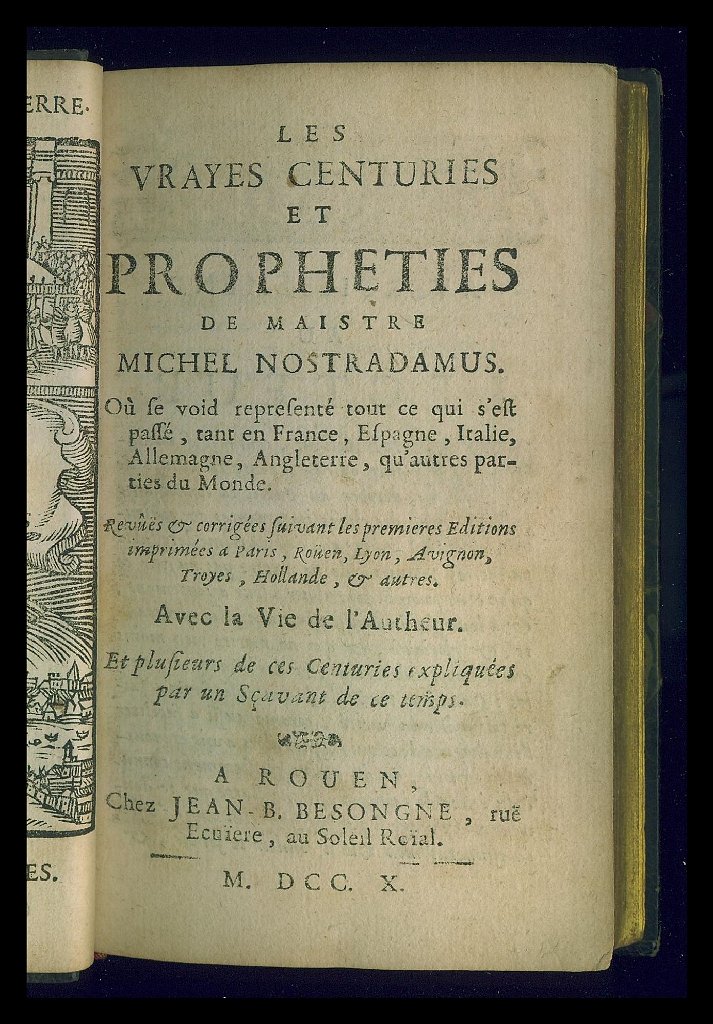 ERRE.
ES.
LES
VRAYES CENTURIES
ET
PROPHETIES
DE MAISTRE
MICHEL NOSTRADAMUS.
Où ſe void repreſenté tout ce qui s'eſt
paſſé, tant en France, Eſpagne, Italie,
Allemagne, Angleterre, qu'autres par-
ties du Monde.
Revûës & corrigées ſuivant les premieres Editions
imprimées a Paris, Roüen, Lyon, Avignon,
Troyes, Hollande, & autres.
Avec la Vie de l'Autheur.
Et pluſieurs de ces Centuries expliquées
par un Sçavant de ce temps.
A ROUEN,
Chez JEAN-B. BESONGNE, ruë
Ecuiere, au Soleil Roïal.
M. DCC. X.